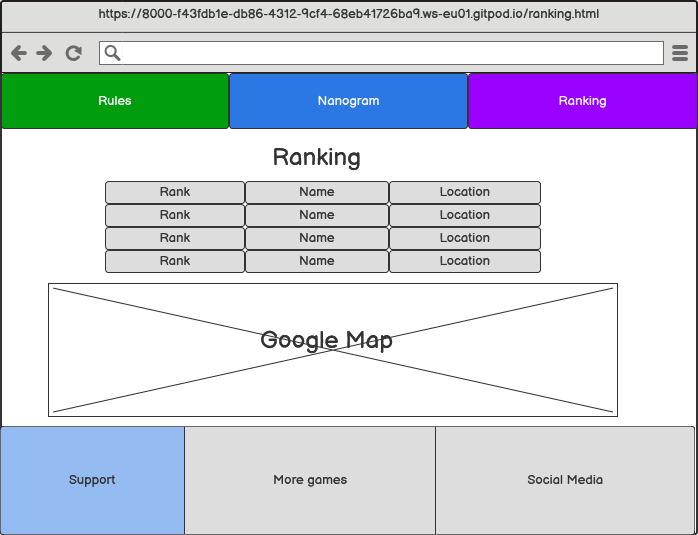 https://8000-f43fdb1e-db86-4312-9cf4-68eb41726ba9.ws-eu01.gitpod.io/ranking.html
Rules Nanogram Ranking
Ranking
Rank Name Location
Rank Name Location
Rank Name Location
Rank Name Location
Google Map
Support More games Social Media